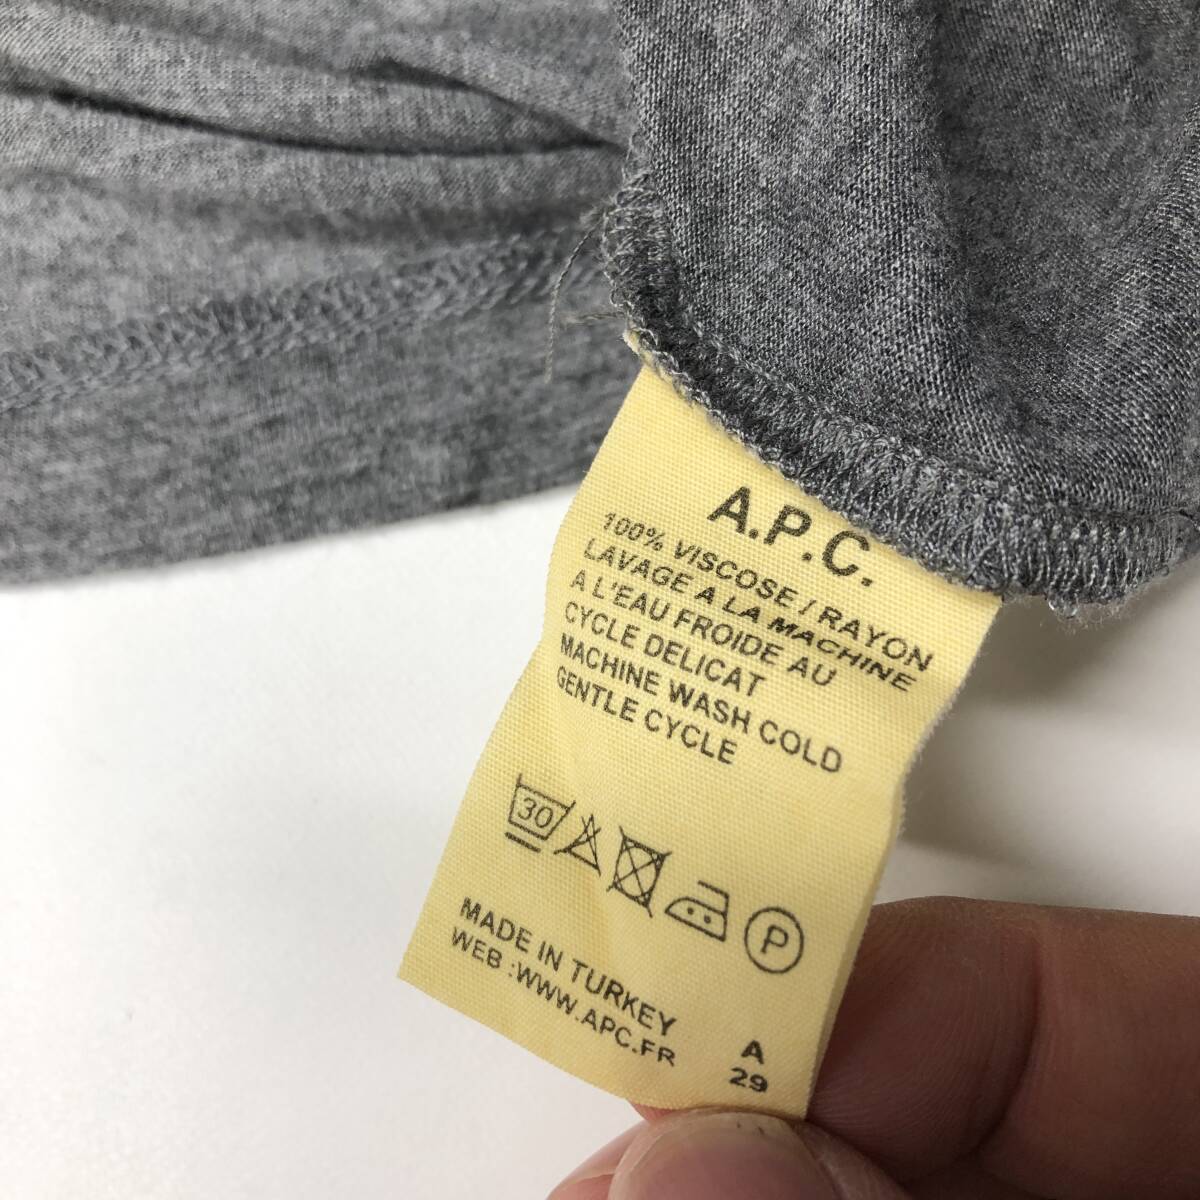 A.P.C.
100% VISCOSE / RAYON
LAVAGE A LA MACHINE
A L'EAU FROIDE AU
CYCLE DELICAT
MACHINE WASH COLD
GENTLE CYCLE
30
P
MADE IN TURKEY
WEB :WWW.APC.FR
A
29